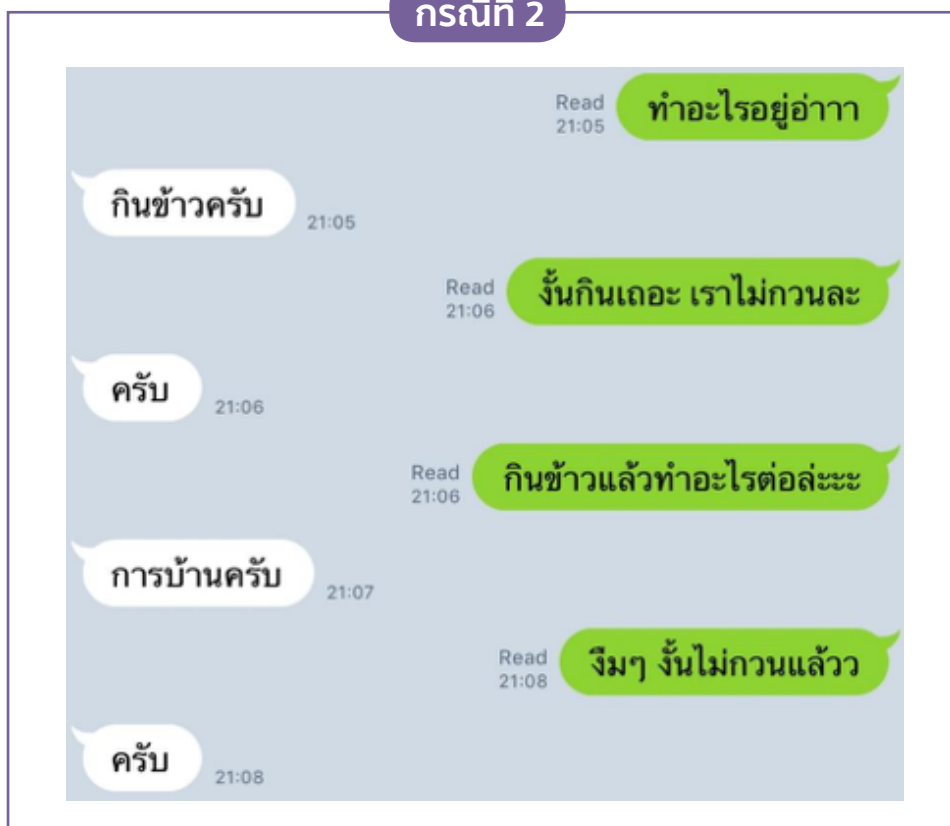 กรณีที่ 2
Read
21:05
ทำอะไรอยู่อ่าาา
กินข้าวครับ
21:05
Read
21:06
งั้นกินเถอะ เราไม่กวนละ
ครับ
21:06
Read
21:06
กินข้าวแล้วทำอะไรต่อล่ะะะ
การบ้านครับ
21:07
Read
21:08
งืมๆ งั้นไม่กวนแล้วว
ครับ
21:08